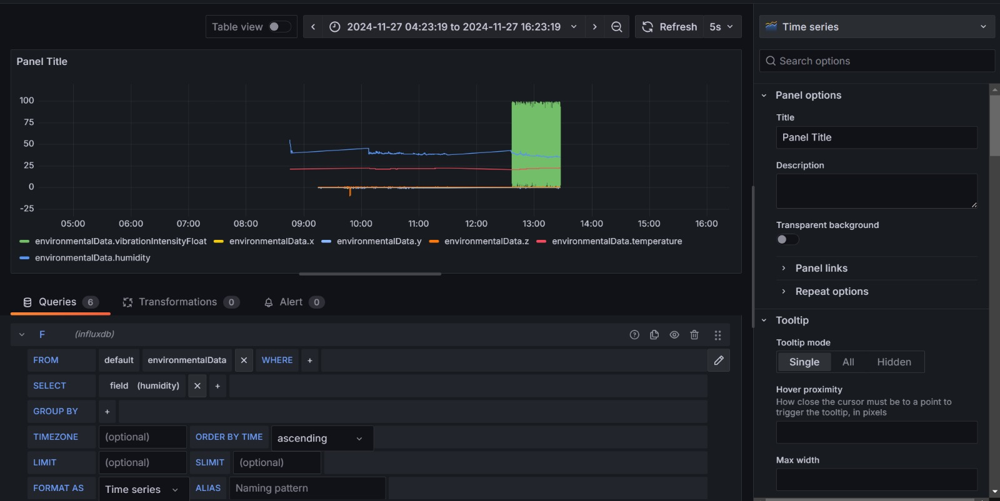 Table view
2024-11-27 04:23:19 to 2024-11-27 16:23:19
Refresh 5s
Time series
Panel Title
Search options
100
75
50
25
0
-25
05:00 06:00 07:00 08:00 09:00 10:00 11:00 12:00 13:00 14:00 15:00 16:00
environmentalData.vibrationIntensityFloat environmentalData.x environmentalData.y environmentalData.z environmentalData.temperature
environmentalData.humidity
Queries 6 Transformations 0 Alert 0
F (influxdb)
FROM default environmentalData × WHERE +
SELECT field (humidity) × +
GROUP BY +
TIMEZONE (optional) ORDER BY TIME ascending
LIMIT (optional) SLIMIT (optional)
FORMAT AS Time series ALIAS Naming pattern
Panel options
Title
Panel Title
Description
Transparent background
Panel links
Repeat options
Tooltip
Tooltip mode
Single All Hidden
Hover proximity
How close the cursor must be to a point to
trigger the tooltip, in pixels
Max width